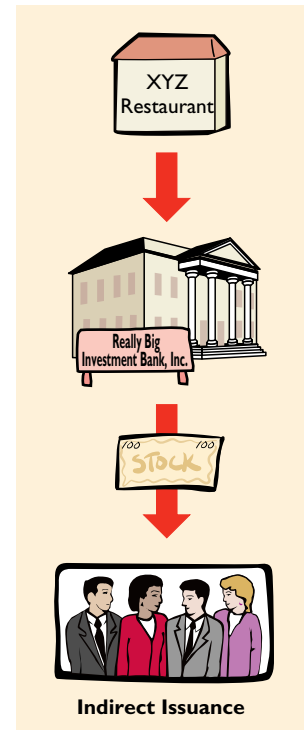 XYZ
Restaurant
Really Big
Investment Bank, Inc.
100 100
STOCK
Indirect Issuance